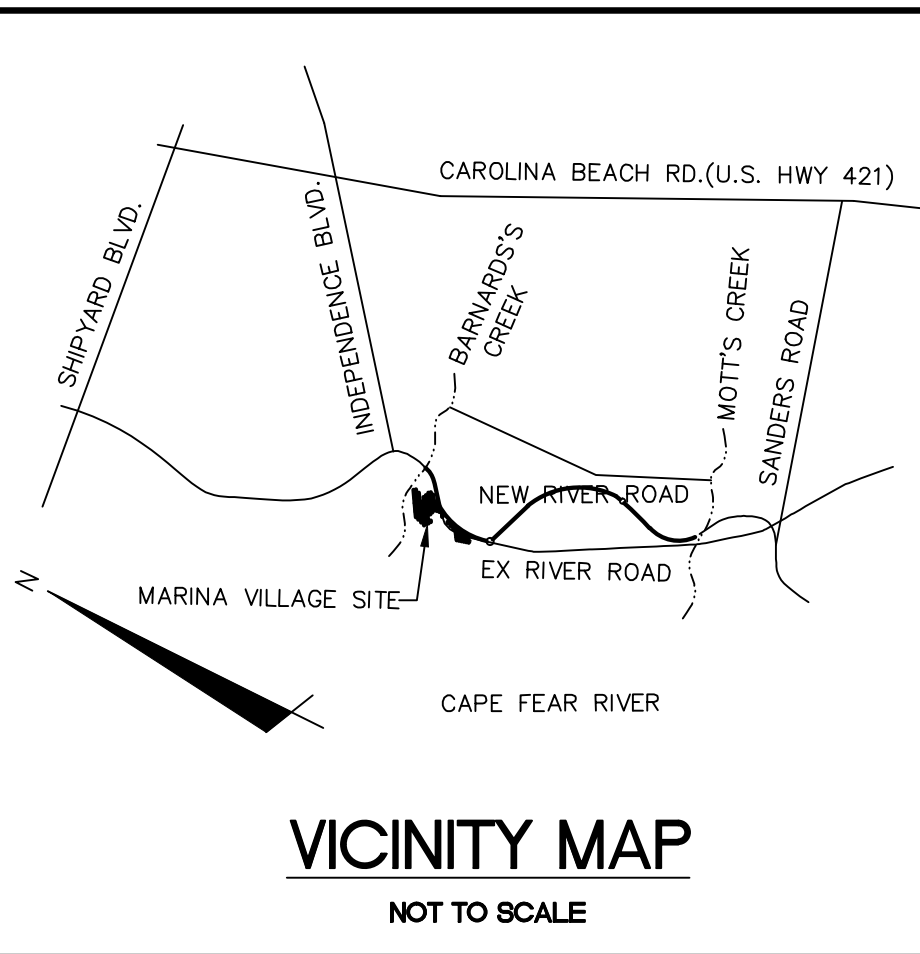 CAROLINA BEACH RD.(U.S. HWY 421)
SHIPYARD BLVD.
INDEPENDENCE BLVD.
BARNARDS'S
CREEK
MOTT'S CREEK
SANDERS ROAD
NEW RIVER ROAD
EX RIVER ROAD
N
MARINA VILLAGE SITE
CAPE FEAR RIVER
VICINITY MAP
NOT TO SCALE